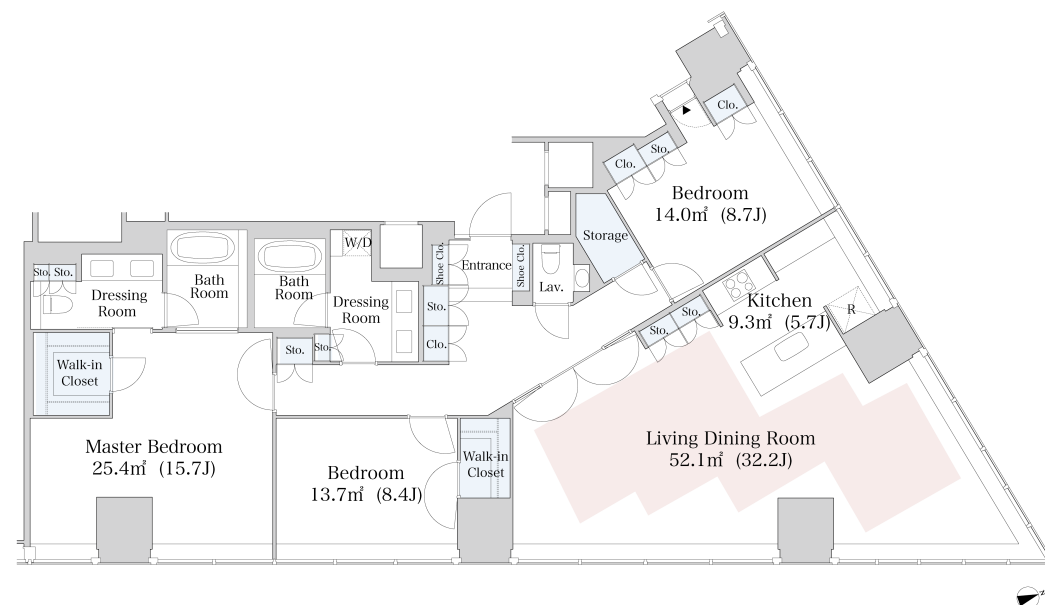 Clo.
Sto.
Clo.
Bedroom
14.0㎡ (8.7J)
Storage
W/D
Shoe Clo.
Entrance
Shoe Clo.
Lav.
Sto.
Sto.
Bath
Room
Bath
Room
Dressing
Room
Dressing
Room
Sto.
Clo.
Kitchen
9.3㎡ (5.7J)
R
Sto.
Sto.
Sto.
Sto.
Walk-in
Closet
Master Bedroom
25.4㎡ (15.7J)
Bedroom
13.7㎡ (8.4J)
Walk-in
Closet
Living Dining Room
52.1㎡ (32.2J)
N